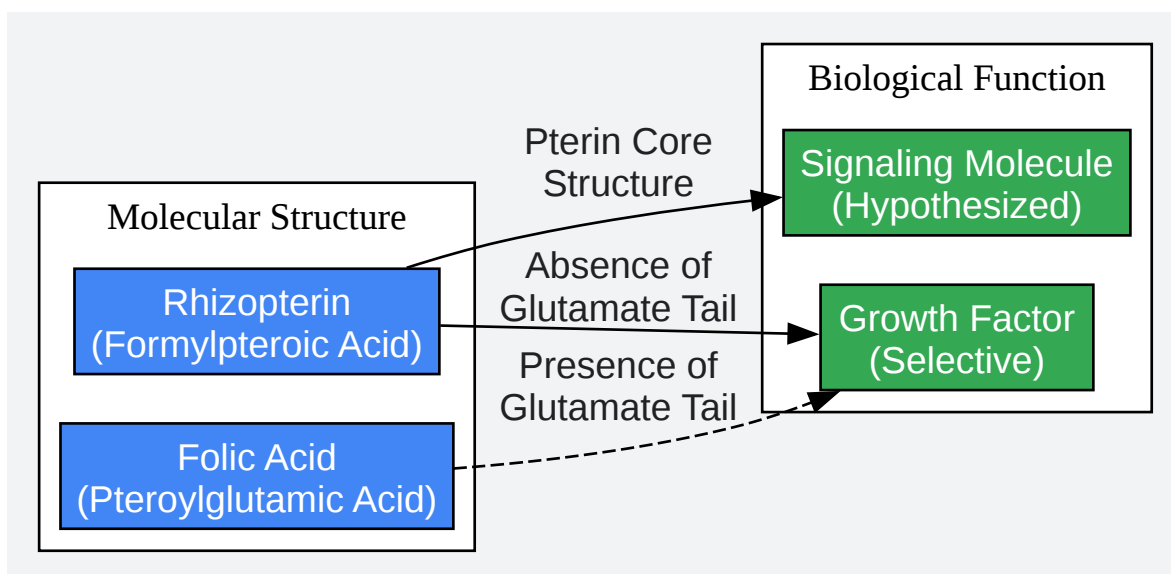 Molecular Structure
Rhizopterin
(Formylpteroic Acid)
Folic Acid
(Pteroylglutamic Acid)
Pterin Core
Structure
Absence of
Glutamate Tail
Presence of
Glutamate Tail
Biological Function
Signaling Molecule
(Hypothesized)
Growth Factor
(Selective)